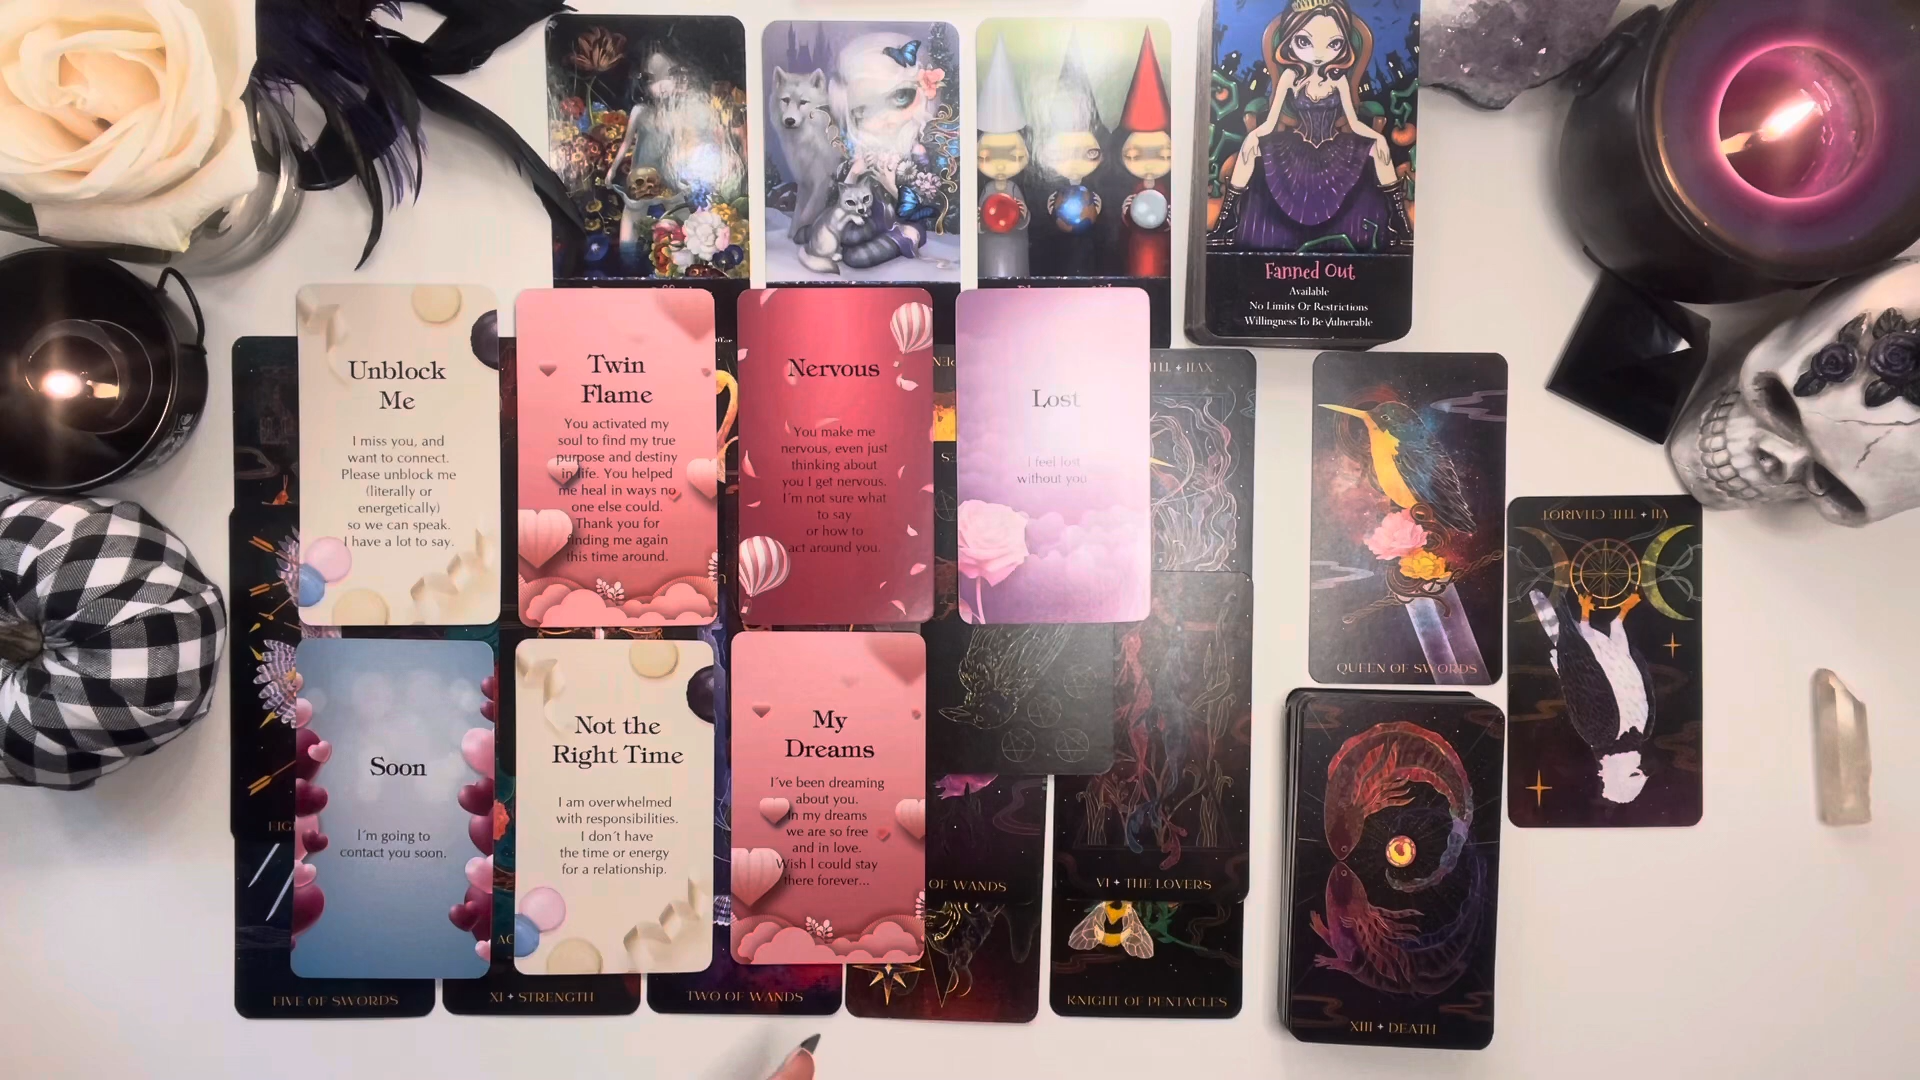 Fanned Out
Available
No Limits Or Restrictions
Willingness To Be Vulnerable
Unblock
Me
I miss you, and
want to connect.
Please unblock me
(literally or
energetically)
so we can speak.
I have a lot to say.
Twin
Flame
You activated my
soul to find my true
purpose and destiny
in life. You helped
me heal in ways no
one else could.
Thank you for
finding me again
this time around.
Nervous
You make me
nervous, even just
thinking about
you I get nervous.
I'm not sure what
to say
or how to
act around you.
Lost
I feel lost
without you
XVII
QUEEN OF SWORDS
VII + THE CHARIOT
Soon
I'm going to
contact you soon.
Not the
Right Time
I am overwhelmed
with responsibilities.
I don't have
the time or energy
for a relationship.
My
Dreams
I've been dreaming
about you.
In my dreams
we are so free
and in love.
Wish I could stay
there forever...
OF WANDS
VI + THE LOVERS
FIVE OF SWORDS
XI + STRENGTH
TWO OF WANDS
KNIGHT OF PENTACLES
XIII + DEATH